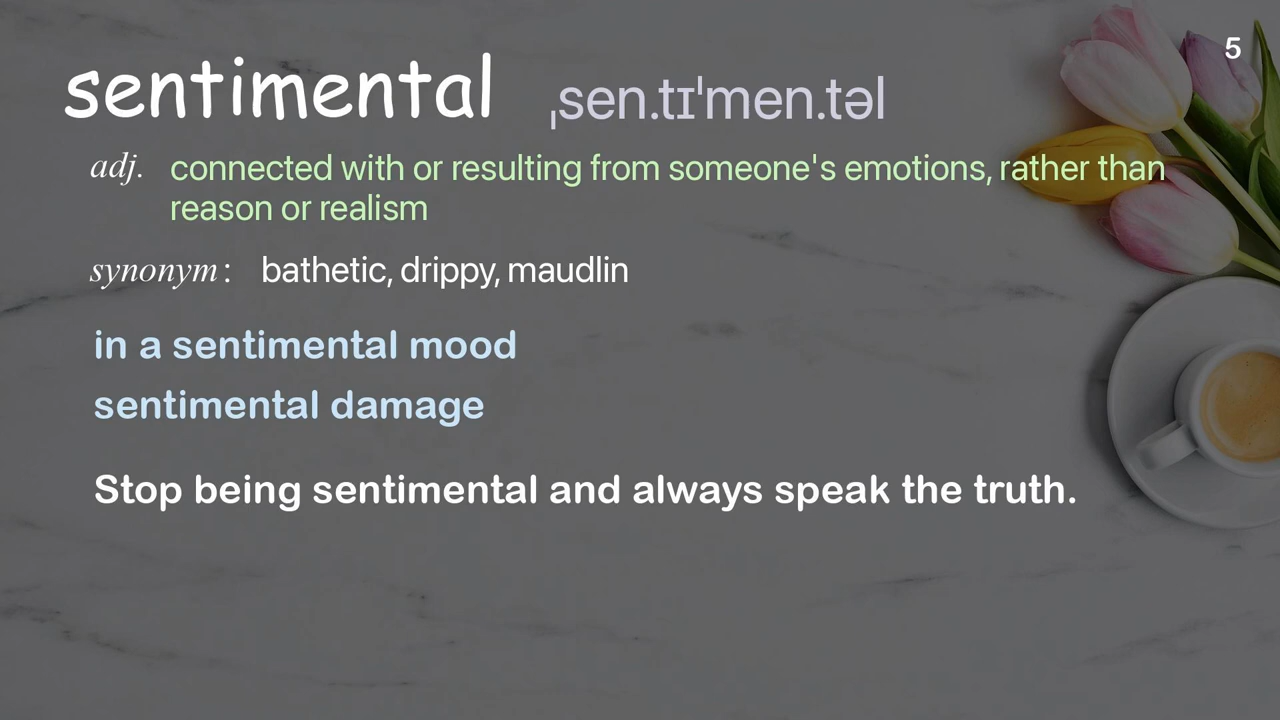 5
sentimental ˌsen.tɪˈmen.təl
adj. connected with or resulting from someone's emotions, rather than
reason or realism
synonym: bathetic, drippy, maudlin
in a sentimental mood
sentimental damage
Stop being sentimental and always speak the truth.